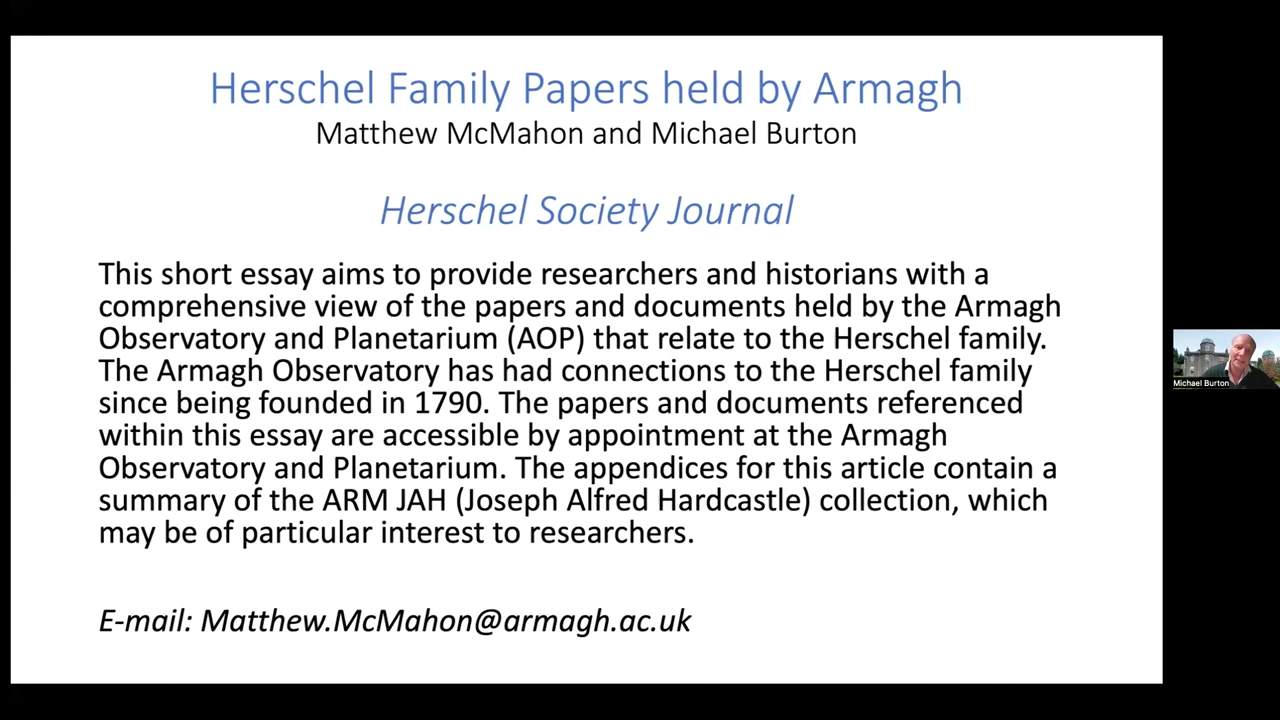 Herschel Family Papers held by Armagh
Matthew McMahon and Michael Burton
Herschel Society Journal
This short essay aims to provide researchers and historians with a
comprehensive view of the papers and documents held by the Armagh
Observatory and Planetarium (AOP) that relate to the Herschel family.
The Armagh Observatory has had connections to the Herschel family
since being founded in 1790. The papers and documents referenced
within this essay are accessible by appointment at the Armagh
Observatory and Planetarium. The appendices for this article contain a
summary of the ARM JAH (Joseph Alfred Hardcastle) collection, which
may be of particular interest to researchers.
E-mail: Matthew.McMahon@armagh.ac.uk
Michael Burton